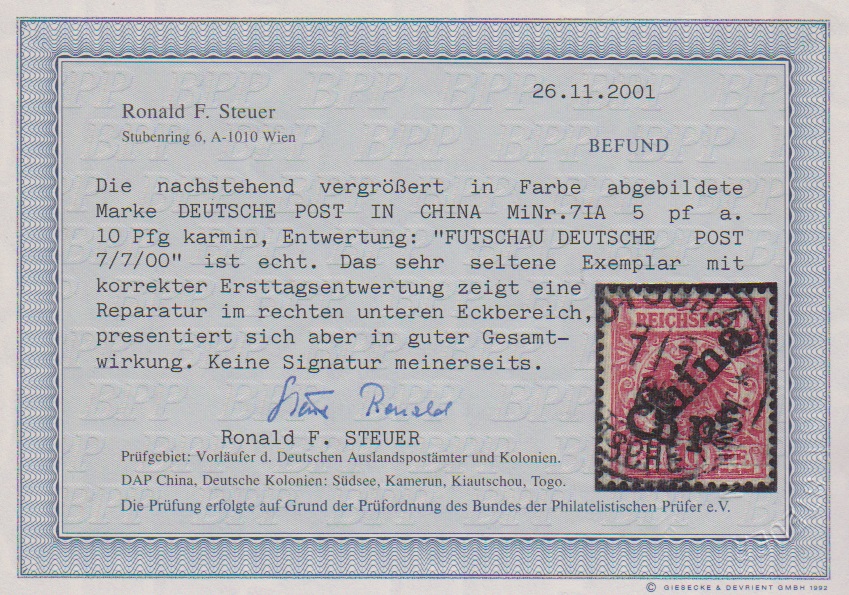 26.11.2001
Ronald F. Steuer
Stubenring 6, A-1010 Wien
BEFUND
Die nachstehend vergrößert in Farbe abgebildete
Marke DEUTSCHE POST IN CHINA MiNr.7IA 5 pf a.
10 Pfg karmin, Entwertung: "FUTSCHAU DEUTSCHE POST
7/7/00" ist echt. Das sehr seltene Exemplar mit
korrekter Ersttagsentwertung zeigt eine
Reparatur im rechten unteren Eckbereich,
presentiert sich aber in guter Gesamt-
wirkung. Keine Signatur meinerseits.
REICHSPOST
China
5 pf
Steuer Ronald
Ronald F. STEUER
Prüfgebiet: Vorläufer d. Deutschen Auslandspostämter und Kolonien.
DAP China, Deutsche Kolonien: Südsee, Kamerun, Kiautschou, Togo.
Die Prüfung erfolgte auf Grund der Prüfordnung des Bundes der Philatelistischen Prüfer e.V.
© GIESECKE & DEVRIENT GMBH 1992
BPP